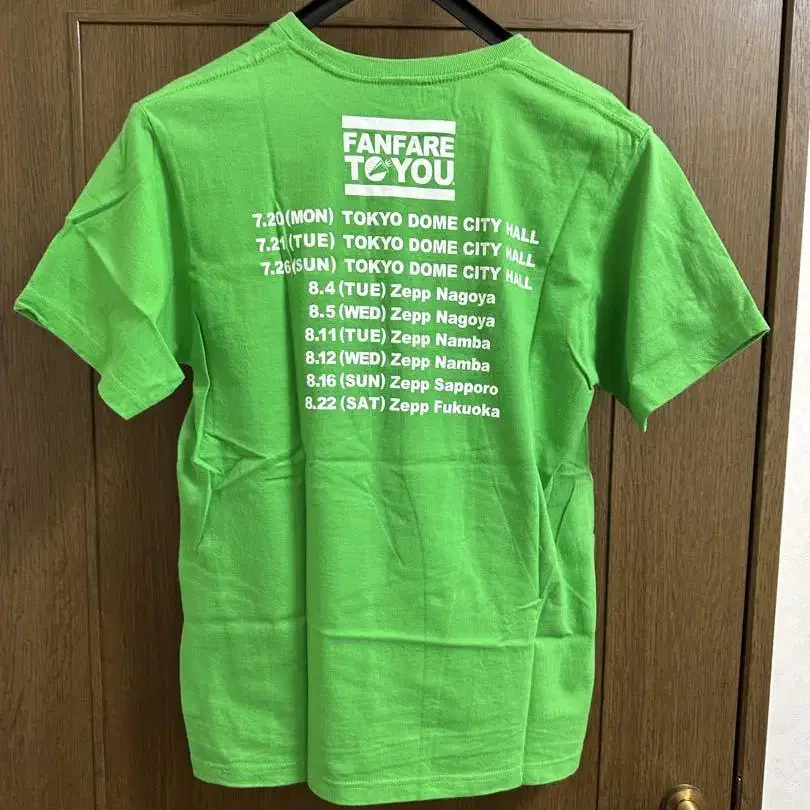 FANFARE
TO YOU
7.20(MON) TOKYO DOME CITY HALL
7.21(TUE) TOKYO DOME CITY HALL
7.26(SUN) TOKYO DOME CITY HALL
8.4(TUE) Zepp Nagoya
8.5(WED) Zepp Nagoya
8.11(TUE) Zepp Namba
8.12(WED) Zepp Namba
8.16(SUN) Zepp Sapporo
8.22(SAT) Zepp Fukuoka